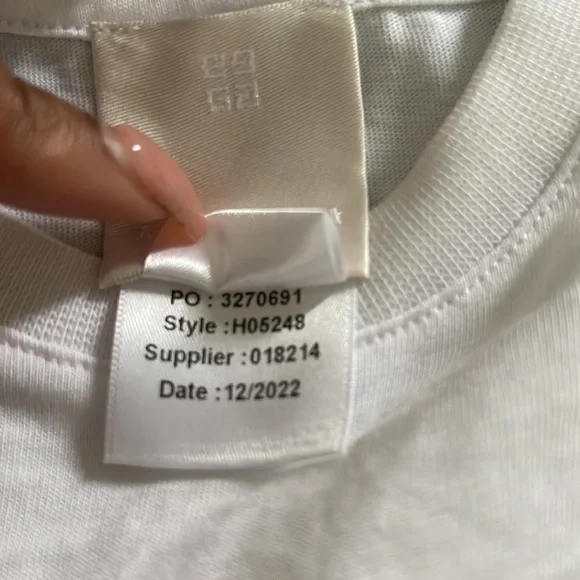 PO : 3270691
Style :H05248
Supplier :018214
Date :12/2022